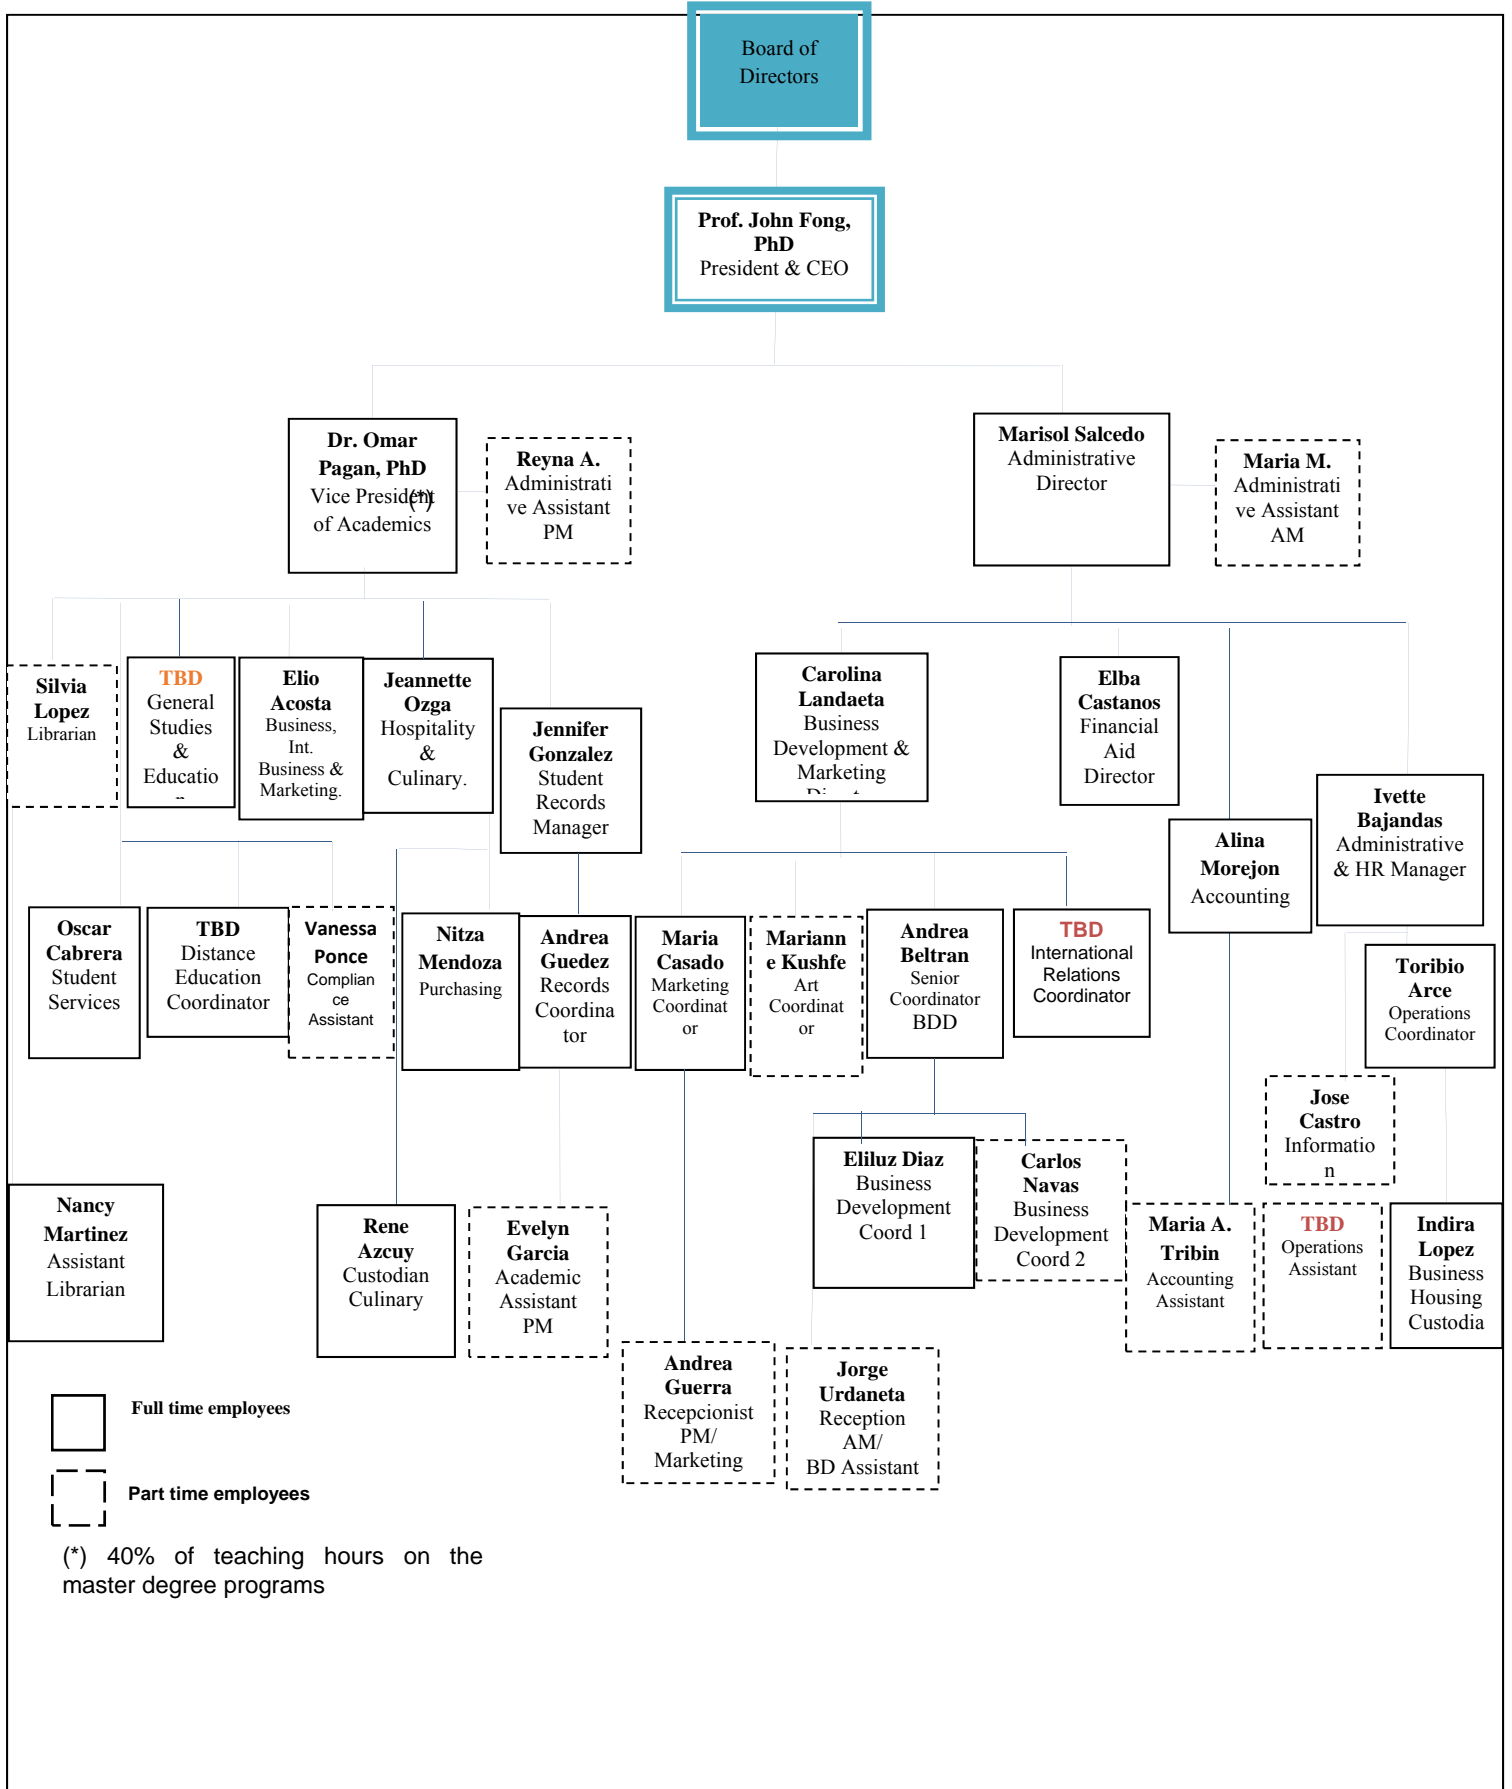 Board of
Directors
Prof. John Fong,
PhD
President & CEO
Dr. Omar
Pagan, PhD
Vice President
(*)
of Academics
Reyna A.
Administrati
ve Assistant
PM
Marisol Salcedo
Administrative
Director
Maria M.
Administrati
ve Assistant
AM
Silvia
Lopez
Librarian
TBD
General
Studies
&
Educatio
Elio
Acosta
Business,
Int.
Business &
Marketing.
Jeannette
Ozga
Hospitality
&
Culinary.
Jennifer
Gonzalez
Student
Records
Manager
Carolina
Landaeta
Business
Development &
Marketing
Elba
Castanos
Financial
Aid
Director
Alina
Morejon
Accounting
Ivette
Bajandas
Administrative
& HR Manager
Oscar
Cabrera
Student
Services
TBD
Distance
Education
Coordinator
Vanessa
Ponce
Complian
ce
Assistant
Nitza
Mendoza
Purchasing
Andrea
Guedez
Records
Coordina
tor
Maria
Casado
Marketing
Coordinat
or
Mariann
e Kushfe
Art
Coordinat
or
Andrea
Beltran
Senior
Coordinator
BDD
TBD
International
Relations
Coordinator
Toribio
Arce
Operations
Coordinator
Jose
Castro
Informatio
n
Nancy
Martinez
Assistant
Librarian
Rene
Azcuy
Custodian
Culinary
Evelyn
Garcia
Academic
Assistant
PM
Eliluz Diaz
Business
Development
Coord 1
Carlos
Navas
Business
Development
Coord 2
Maria A.
Tribin
Accounting
Assistant
TBD
Operations
Assistant
Indira
Lopez
Business
Housing
Custodia
Andrea
Guerra
Recepcionist
PM/
Marketing
Jorge
Urdaneta
Reception
AM/
BD Assistant
Full time employees
Part time employees
(*) 40% of teaching hours on the
master degree programs